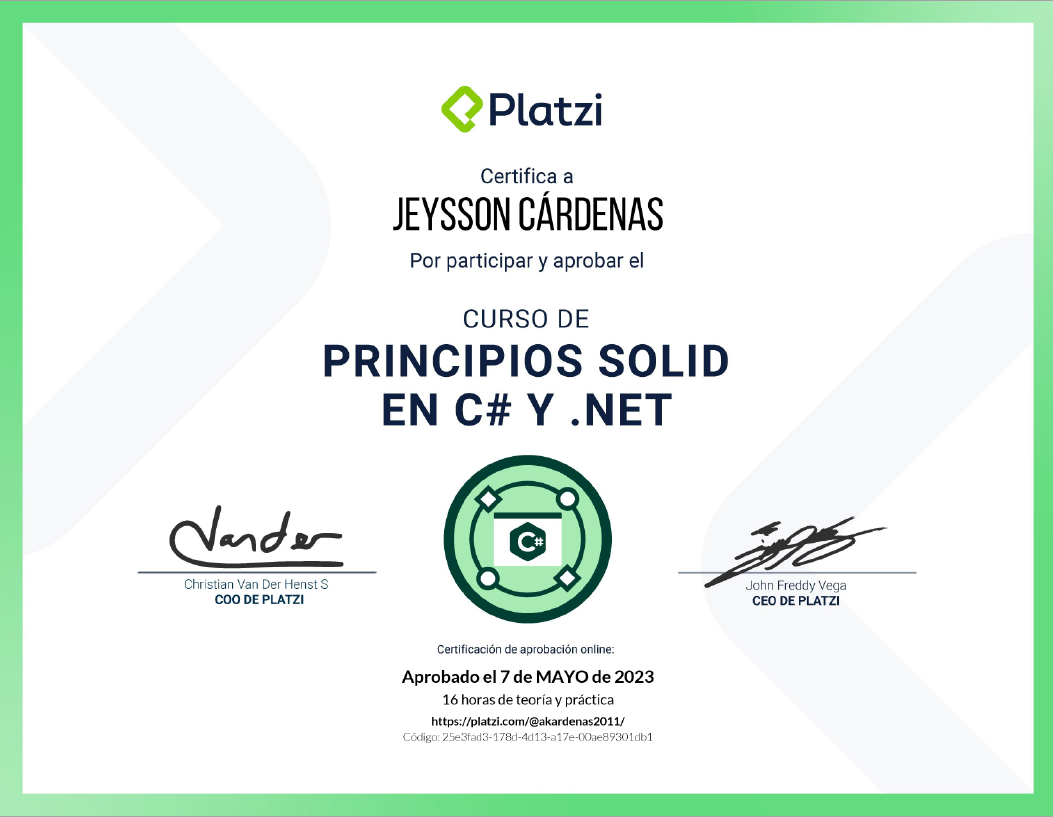 Platzi
Certifica a
JEYSSON CÁRDENAS
Por participar y aprobar el
CURSO DE
PRINCIPIOS SOLID
EN C# Y .NET
C#
Vander
Christian Van Der Henst S
COO DE PLATZI
John Freddy Vega
CEO DE PLATZI
Certificación de aprobación online:
Aprobado el 7 de MAYO de 2023
16 horas de teoría y práctica
https://platzi.com/@akardenas2011/
Código: 25e3fad3-178d-4d13-a17e-00ae89301db1